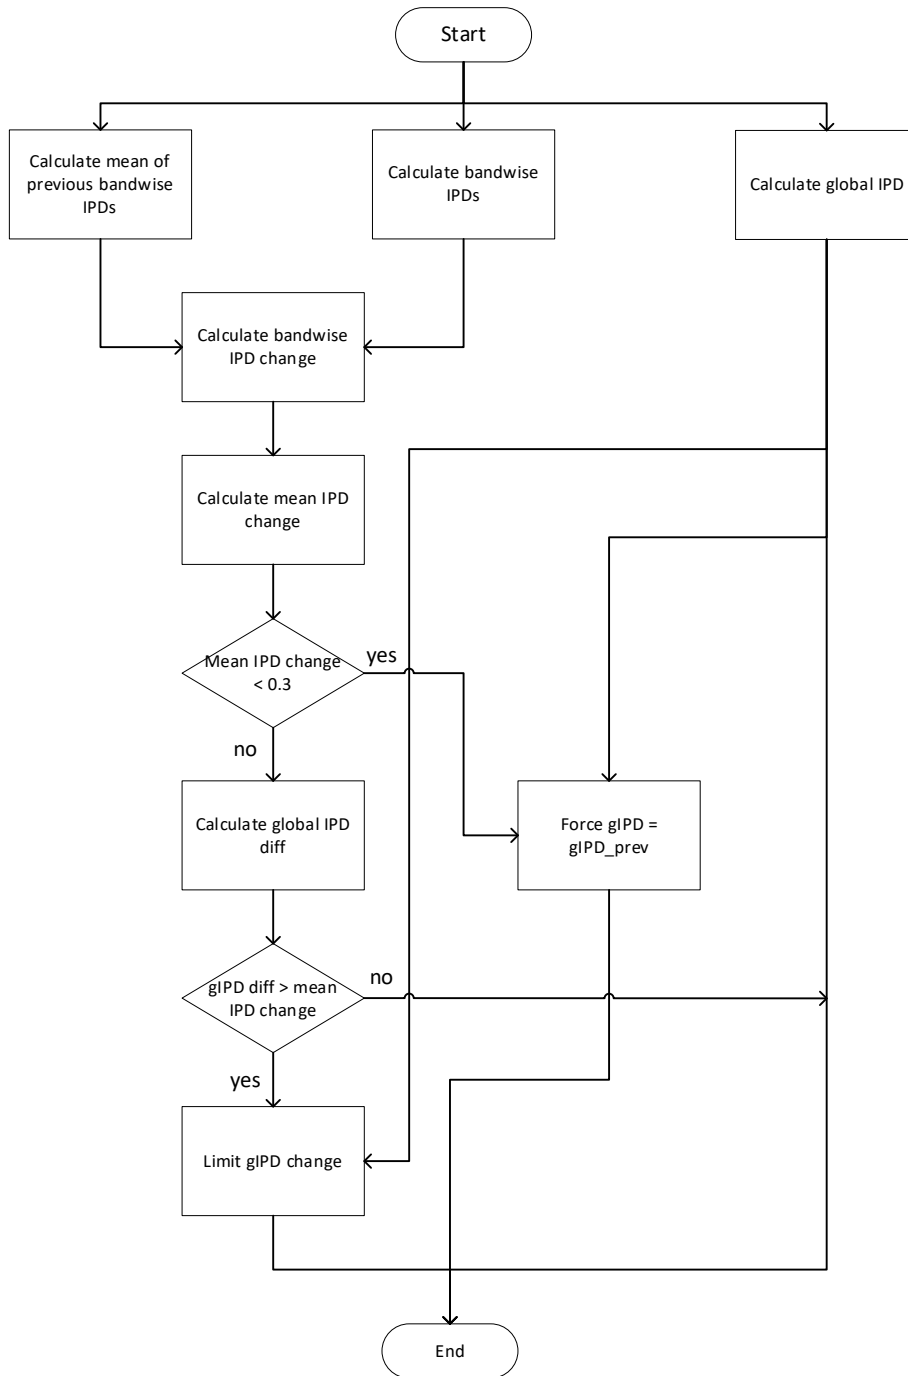 Start
Calculate mean of
previous bandwise
IPDs
Calculate bandwise
IPDs
Calculate global IPD
Calculate bandwise
IPD change
Calculate mean IPD
change
Mean IPD change
< 0.3
yes
no
Calculate global IPD
diff
Force gIPD =
gIPD_prev
gIPD diff > mean
IPD change
no
yes
Limit gIPD change
End